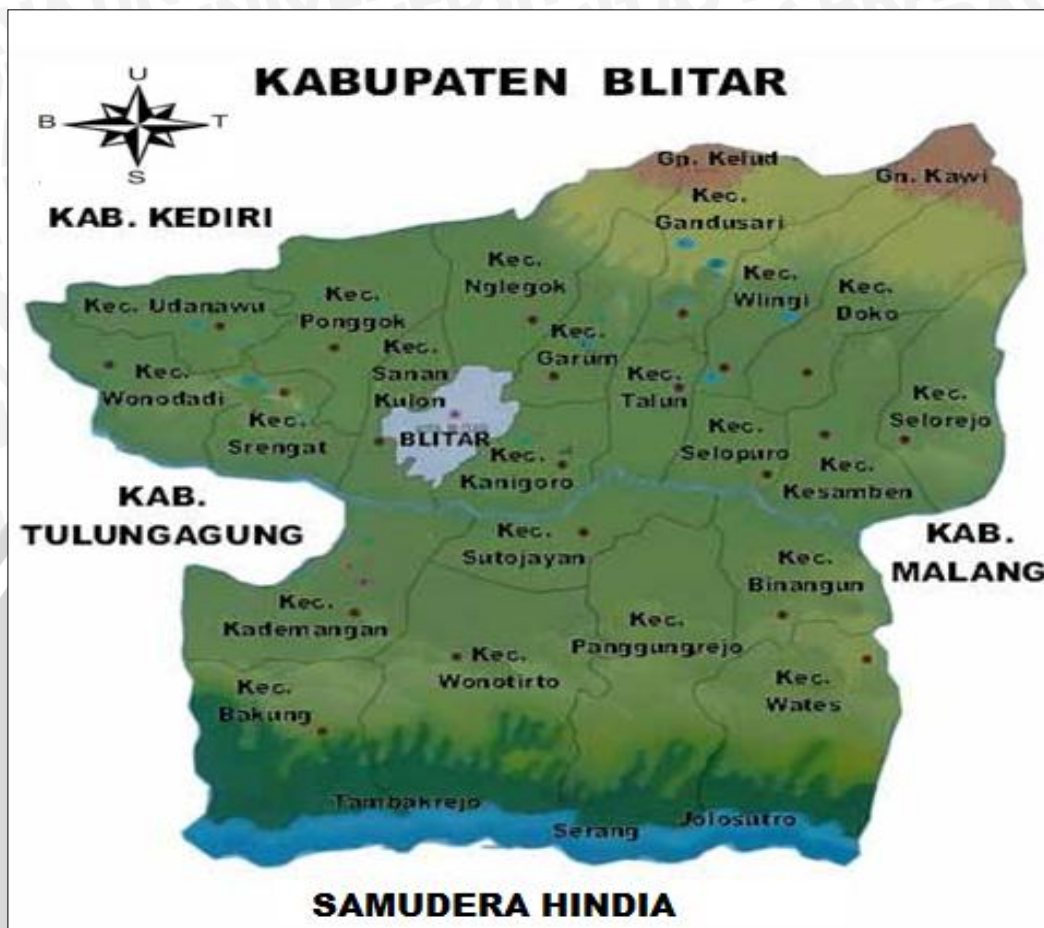 KABUPATEN BLITAR
U
B
T
S
KAB. KEDIRI
Gn. Kelud
Gn. Kawi
Kec.
Gandusari
Kec.
Nglegok
Kec.
Wlingi
Kec.
Doko
Kec. Udanawu
Kec.
Ponggok
Kec.
Garum
Kec.
Sanan
Kulon
Kec.
Wonodadi
Kec.
Talun
Kec.
Selorejo
Kec.
Srengat
BLITAR
Kec.
Selopuro
Kec.
Kanigoro
Kec.
Kesamben
KAB.
TULUNGAGUNG
KAB.
MALANG
Kec.
Sutojayan
Kec.
Binangun
Kec.
Kademangan
Kec.
Panggungrejo
Kec.
Wonotirto
Kec.
Wates
Kec.
Bakung
Tambakrejo
Serang
Jolosutro
SAMUDERA HINDIA